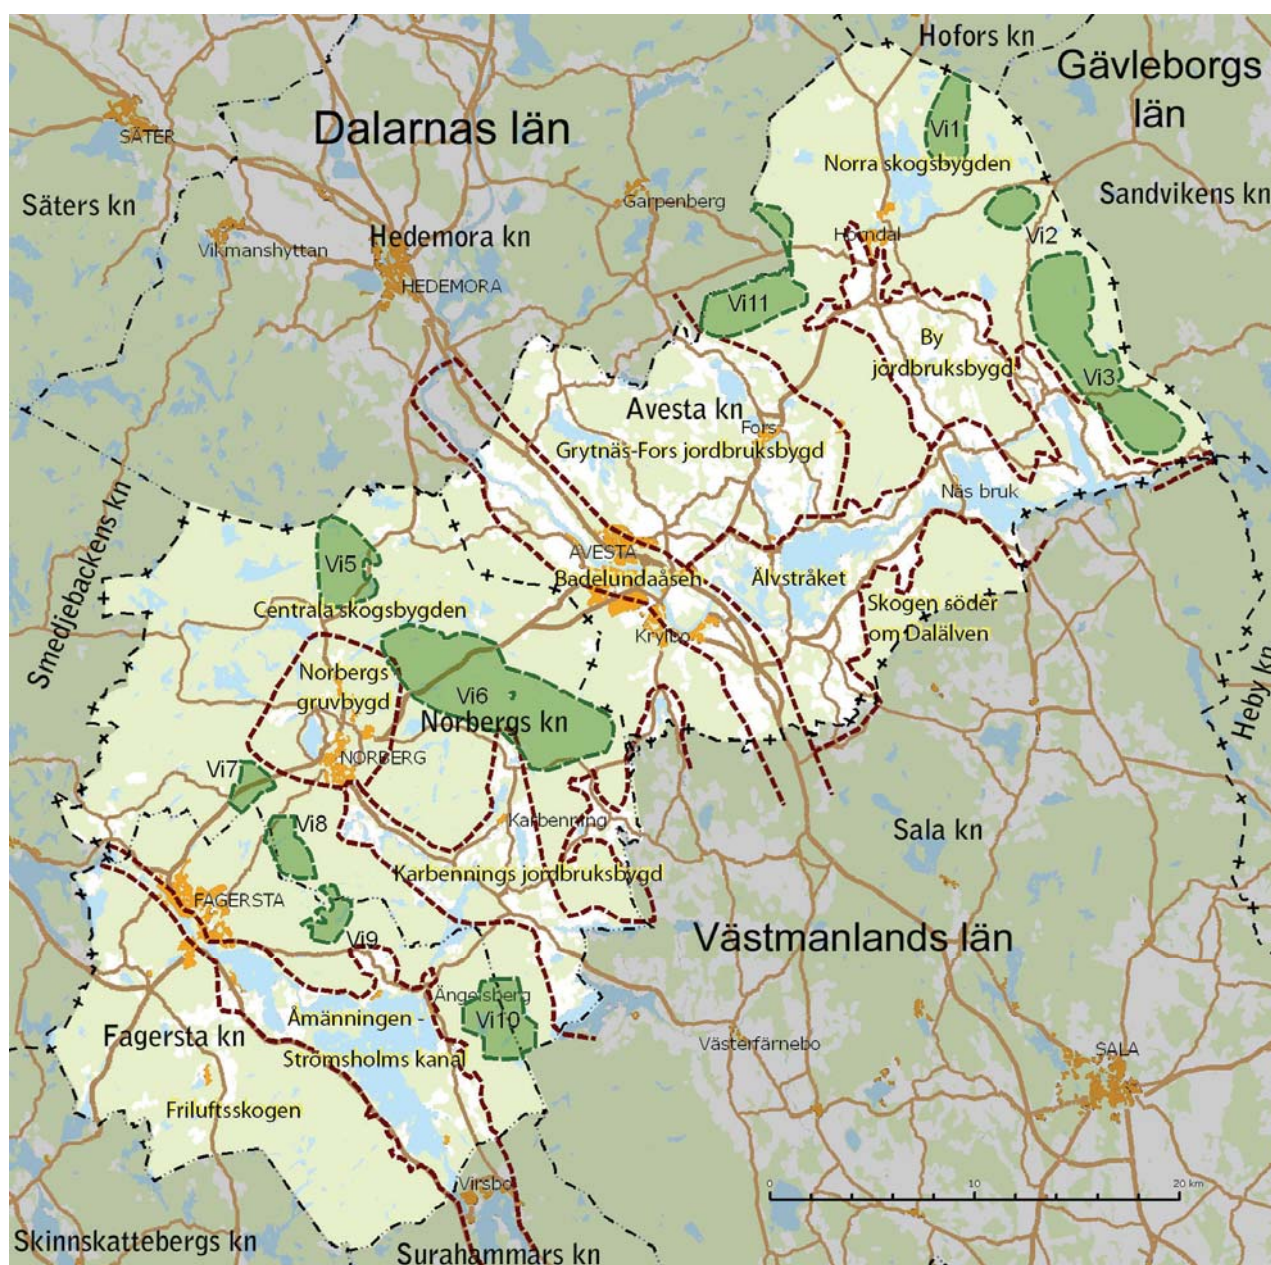 Hofors kn
Gävleborgs
län
Dalarnas län
SÄTER
Vi1
Norra skogsbygden
Säters kn
Garpenberg
Sandvikens kn
Vikmanshyttan
Hedemora kn
Horndal
Vi2
HEDEMORA
Vi11
By
jordbruksbygd
Vi3
Avesta kn
Fors
Grytnäs-Fors jordbruksbygd
Näs bruk
Smedjebackens kn
AVESTA
Vi5
Badelundaåsen
Älvstråket
Centrala skogsbygden
Skogen söder
om Dalälven
Krylbo
Heby kn
Norbergs
gruvbygd
Vi6
Norbergs kn
NORBERG
Vi7
Vi8
Karbenning
Sala kn
Karbennings jordbruksbygd
FAGERSTA
Vi9
Västmanlands län
Ängelsberg
Vi10
Åmänningen -
Strömsholms kanal
Fagersta kn
Västerfärnebo
SALA
Friluftsskogen
Virsbo
0 10 20 km
Skinnskattebergs kn
Surahammars kn